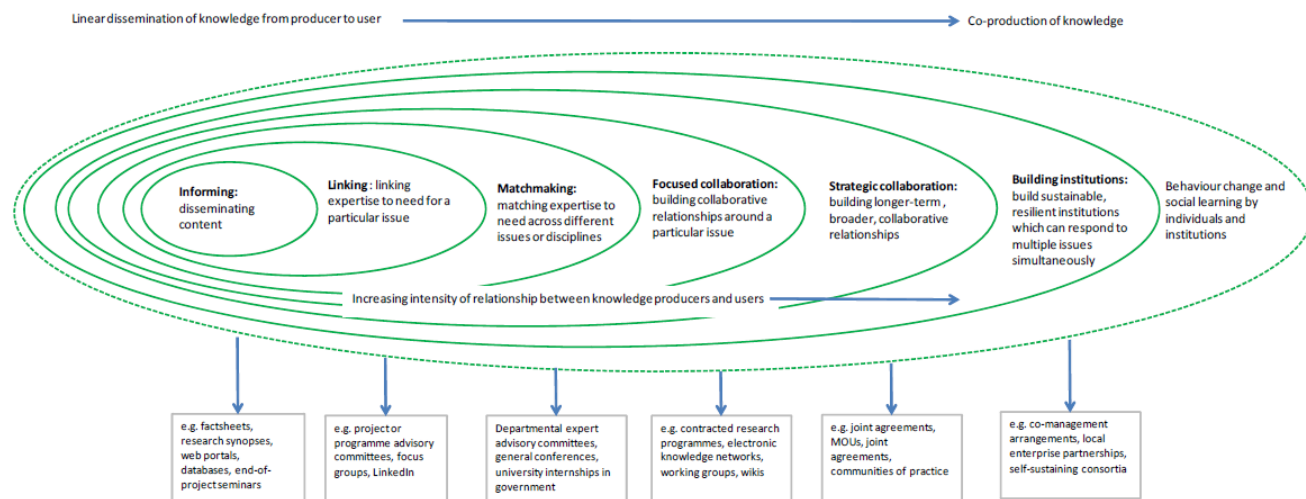 Linear dissemination of knowledge from producer to user
Co-production of knowledge
Informing:
disseminating
content
Linking : linking
expertise to need for a
particular issue
Matchmaking:
matching expertise to
need across different
issues or disciplines
Focused collaboration:
building collaborative
relationships around a
particular issue
Strategic collaboration:
building longer-term ,
broader, collaborative
relationships
Building institutions:
build sustainable,
resilient institutions
which can respond to
multiple issues
simultaneously
Behaviour change and
social learning by
individuals and
institutions
Increasing intensity of relationship between knowledge producers and users
e.g. factsheets,
research synopses,
web portals,
databases, end-of-
project seminars
e.g. project or
programme advisory
committees, focus
groups, LinkedIn
Departmental expert
advisory committees,
general conferences,
university internships in
government
e.g. contracted research
programmes, electronic
knowledge networks,
working groups, wikis
e.g. joint agreements,
MOUs, joint
agreements,
communities of practice
e.g. co-management
arrangements, local
enterprise partnerships,
self-sustaining consortia